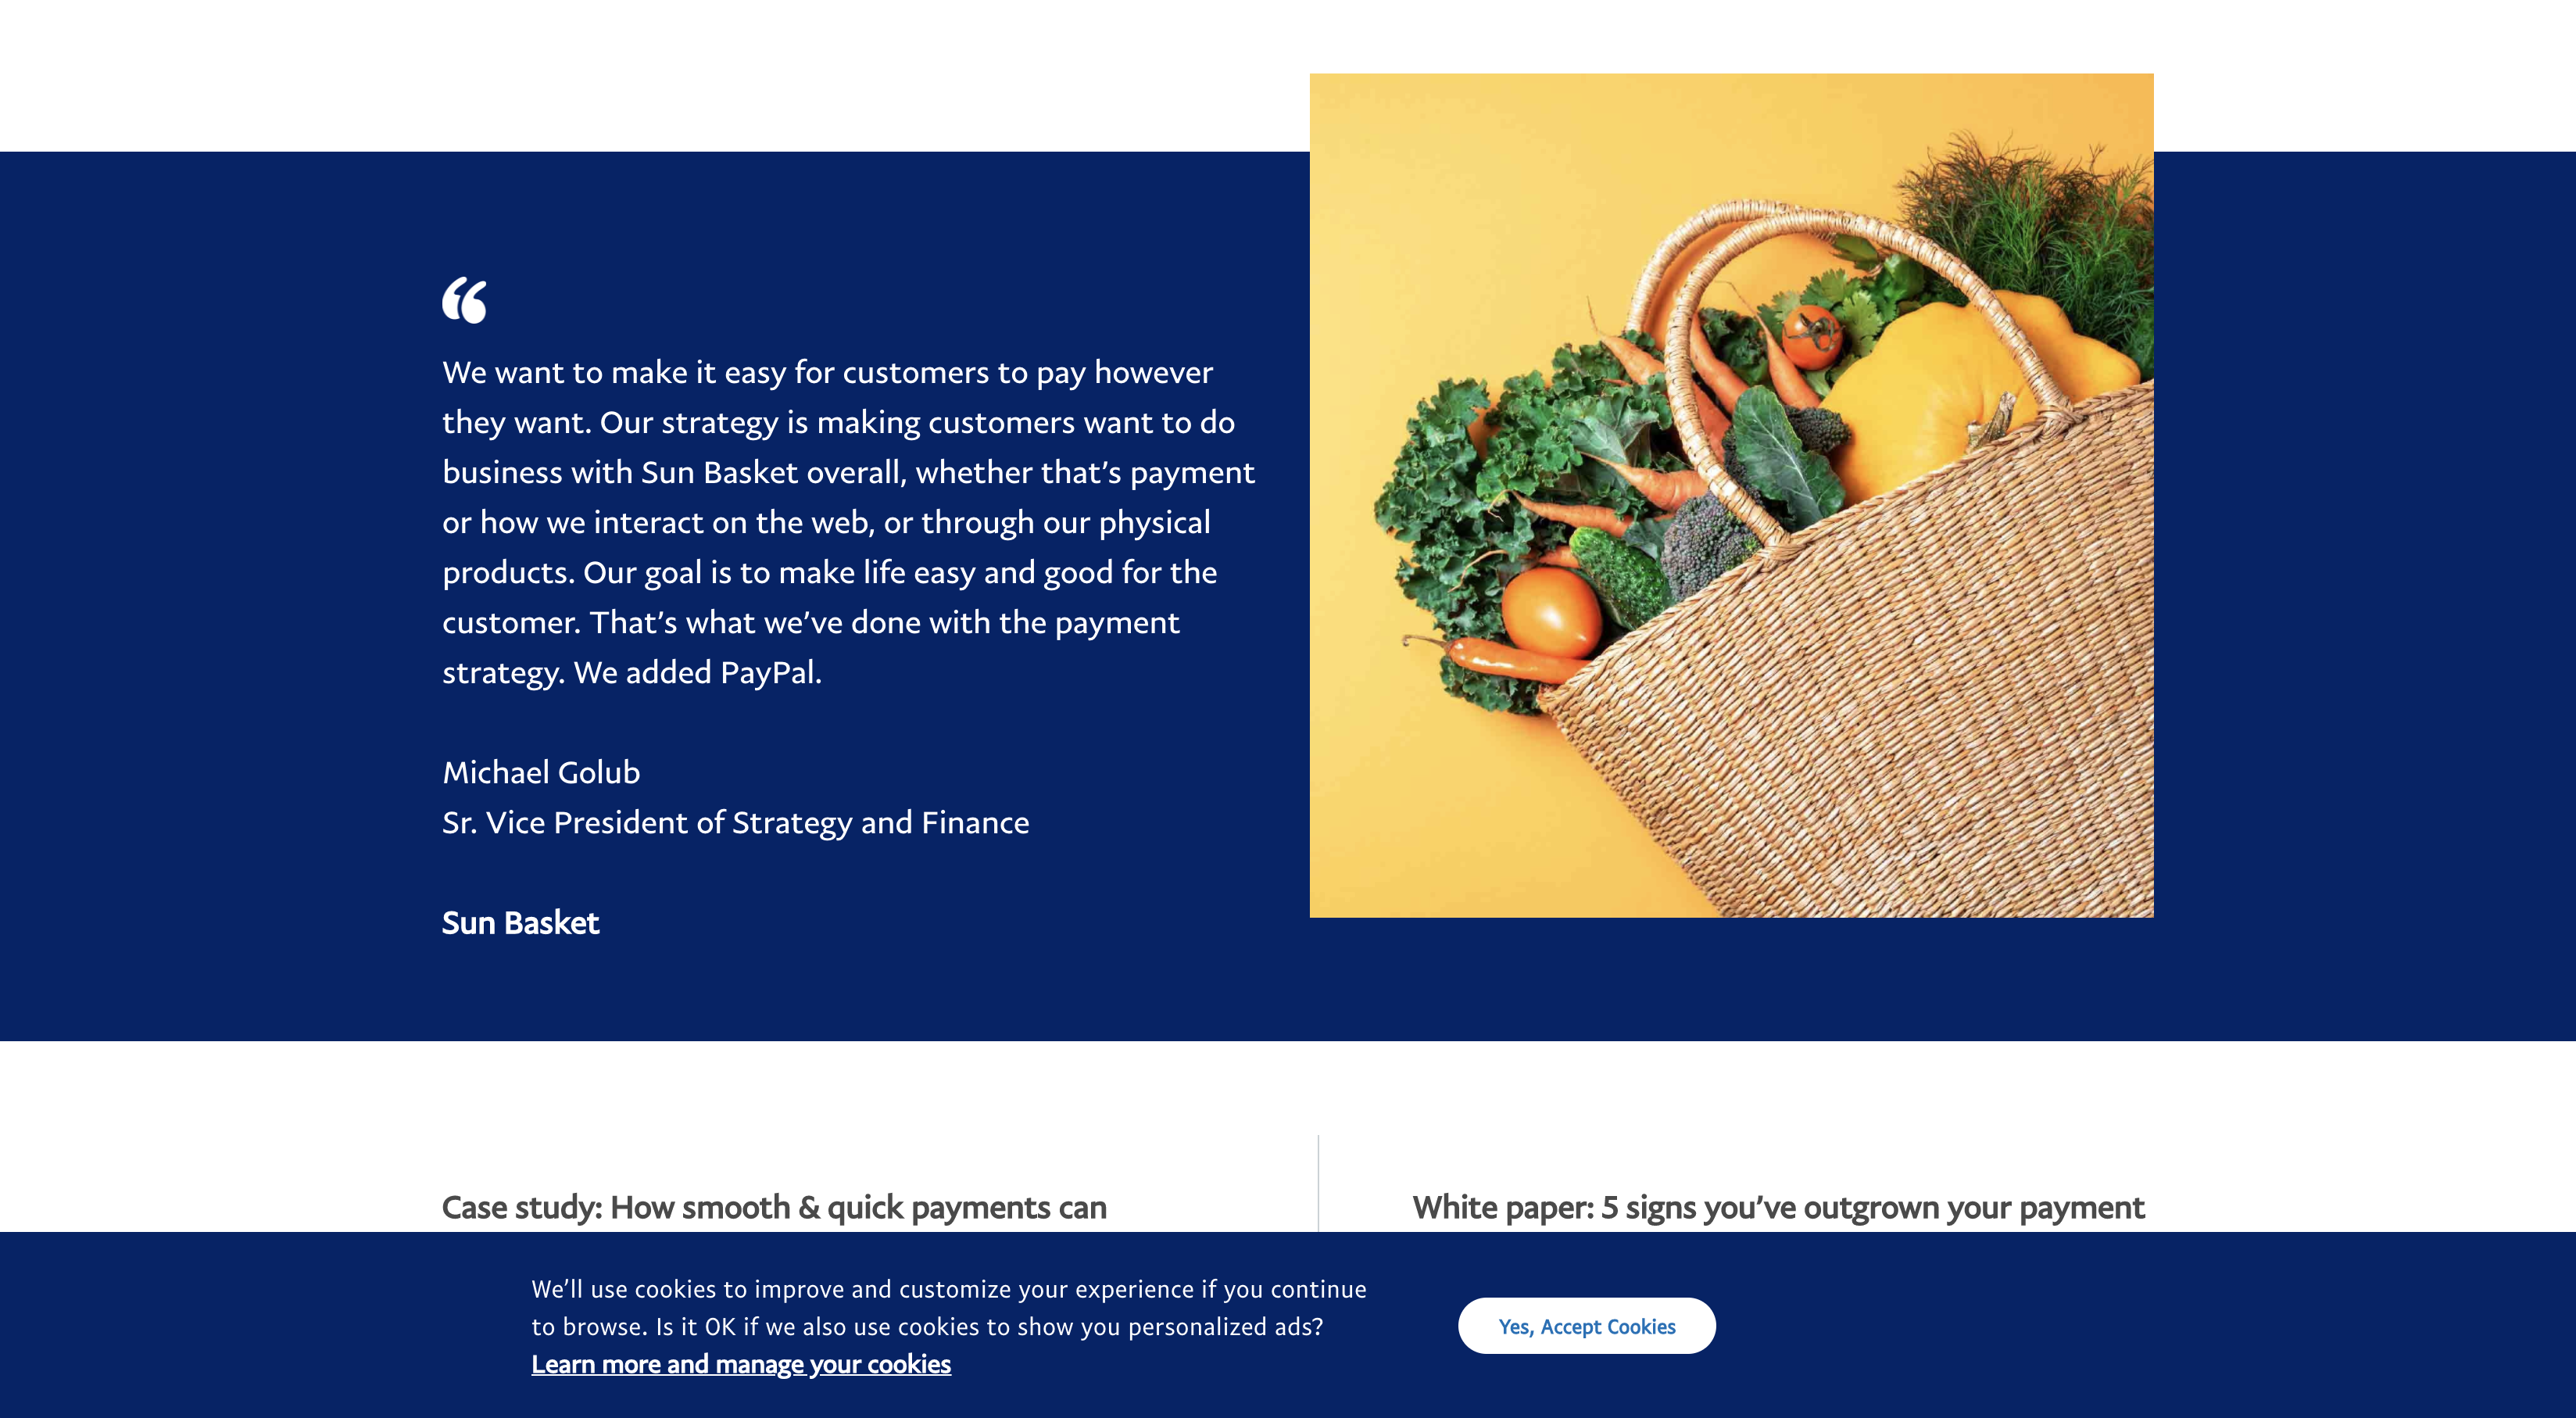 “
We want to make it easy for customers to pay however
they want. Our strategy is making customers want to do
business with Sun Basket overall, whether that’s payment
or how we interact on the web, or through our physical
products. Our goal is to make life easy and good for the
customer. That’s what we’ve done with the payment
strategy. We added PayPal.
Michael Golub
Sr. Vice President of Strategy and Finance
Sun Basket
Case study: How smooth & quick payments can
White paper: 5 signs you’ve outgrown your payment
We’ll use cookies to improve and customize your experience if you continue
to browse. Is it OK if we also use cookies to show you personalized ads?
Learn more and manage your cookies
Yes, Accept Cookies